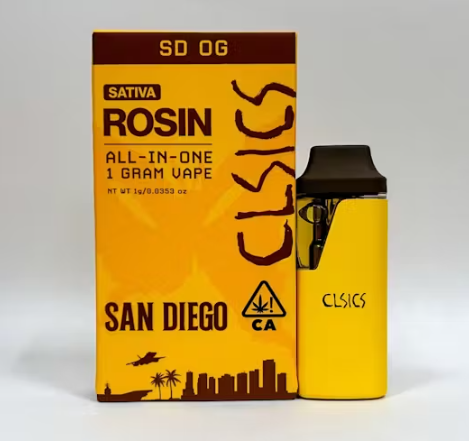 SD OG
SATIVA
ROSIN
ALL-IN-ONE
1 GRAM VAPE
NT WT 1g/0.0353 oz
CLSICS
SAN DIEGO
!
CA
CLSICS